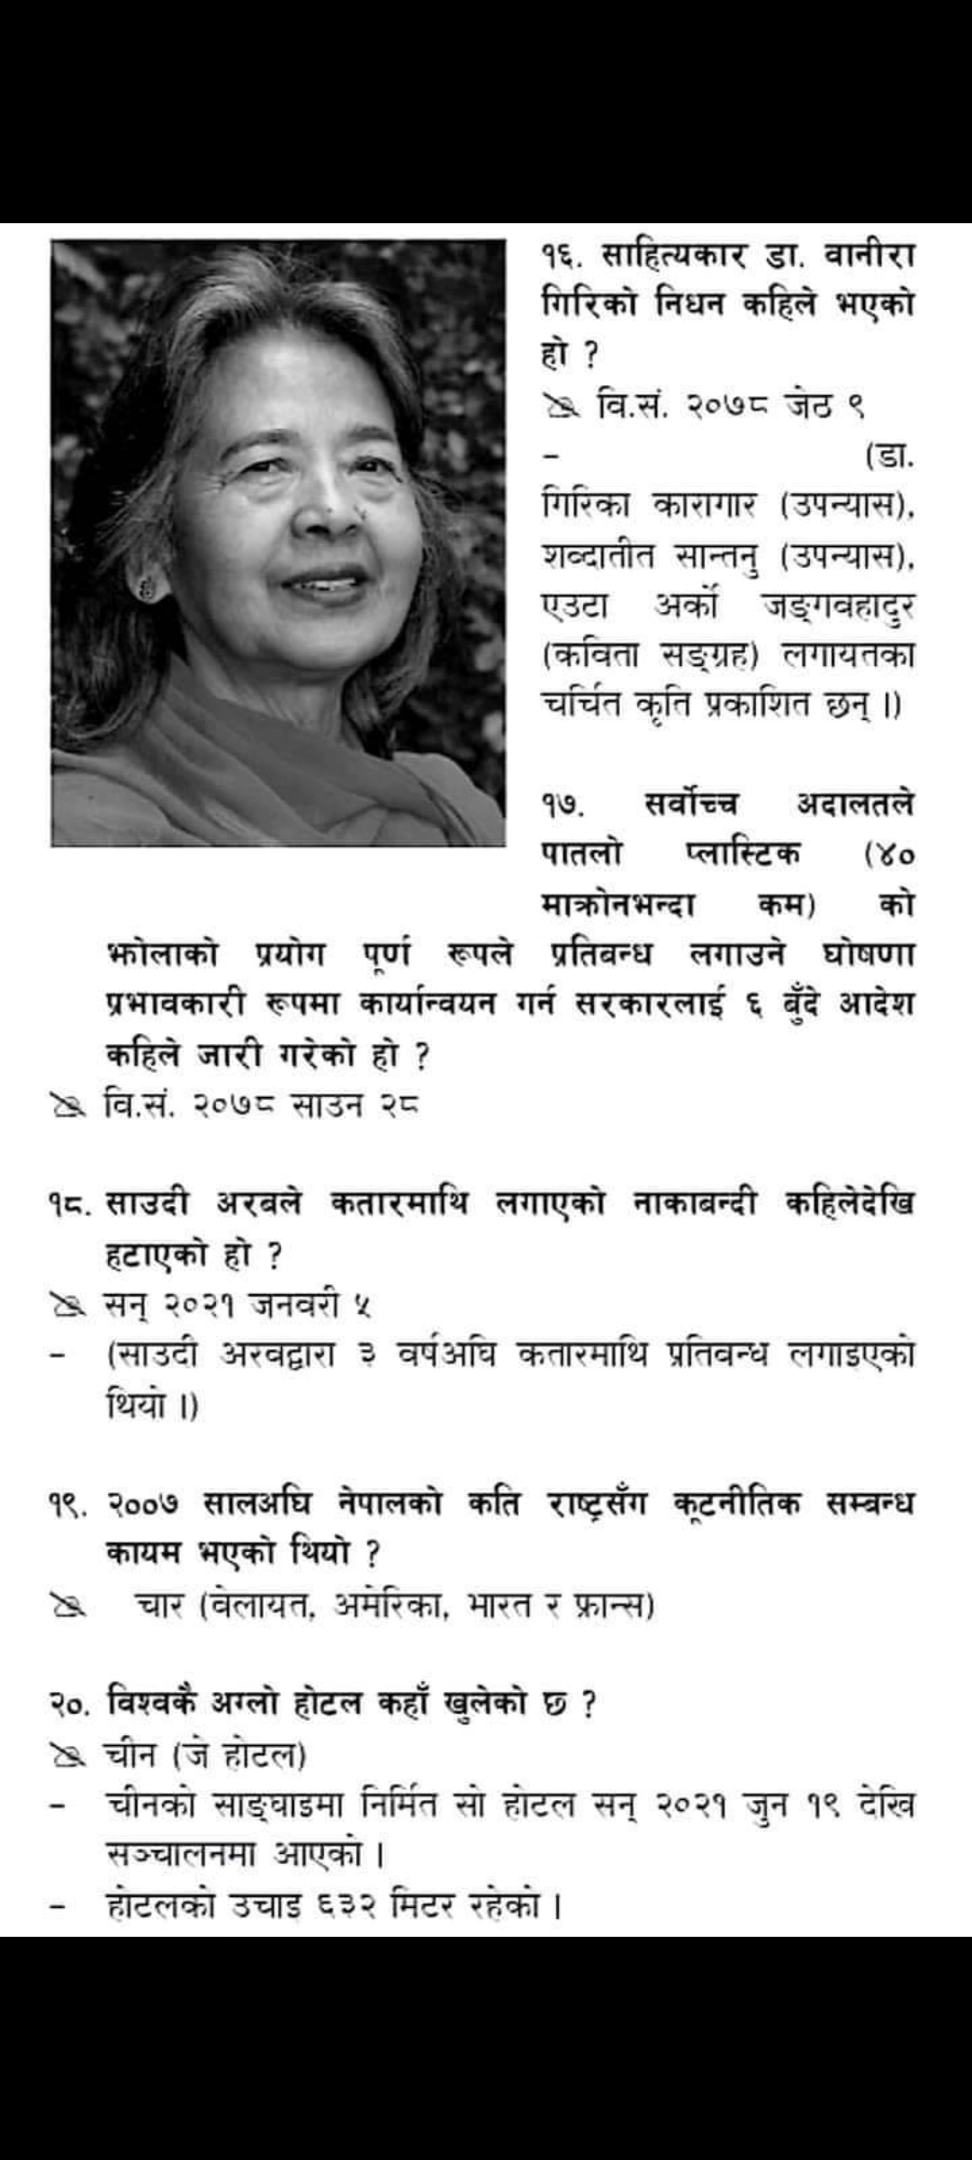 १६. साहित्यकार डा. वानीरा
गिरिको निधन कहिले भएको
हो ?
वि.सं. २०७८ जेठ ९
- (डा.
गिरिका कारागार (उपन्यास),
शब्दातीत सान्तनु (उपन्यास),
एउटा अर्को जङ्गवहादुर
(कविता सङ्ग्रह) लगायतका
चर्चित कृति प्रकाशित छन् ।)
१७. सर्वोच्च अदालतले
पातलो प्लास्टिक (४०
माक्रोनभन्दा कम) को
झोलाको प्रयोग पूर्ण रूपले प्रतिबन्ध लगाउने घोषणा
प्रभावकारी रूपमा कार्यान्वयन गर्न सरकारलाई ६ बुँदे आदेश
कहिले जारी गरेको हो ?
वि.सं. २०७८ साउन २८
१८. साउदी अरबले कतारमाथि लगाएको नाकाबन्दी कहिलेदेखि
हटाएको हो ?
सन् २०२१ जनवरी ५
- (साउदी अरवद्वारा ३ वर्षअघि कतारमाथि प्रतिवन्ध लगाइएको
थियो ।)
१९. २००७ सालअघि नेपालको कति राष्ट्रसँग कूटनीतिक सम्बन्ध
कायम भएको थियो ?
चार (वेलायत, अमेरिका, भारत र फ्रान्स)
२०. विश्वकै अग्लो होटल कहाँ खुलेको छ ?
चीन (जे होटल)
- चीनको साङ्घाइमा निर्मित सो होटल सन् २०२१ जुन १९ देखि
सञ्चालनमा आएको ।
- होटलको उचाइ ६३२ मिटर रहेको ।